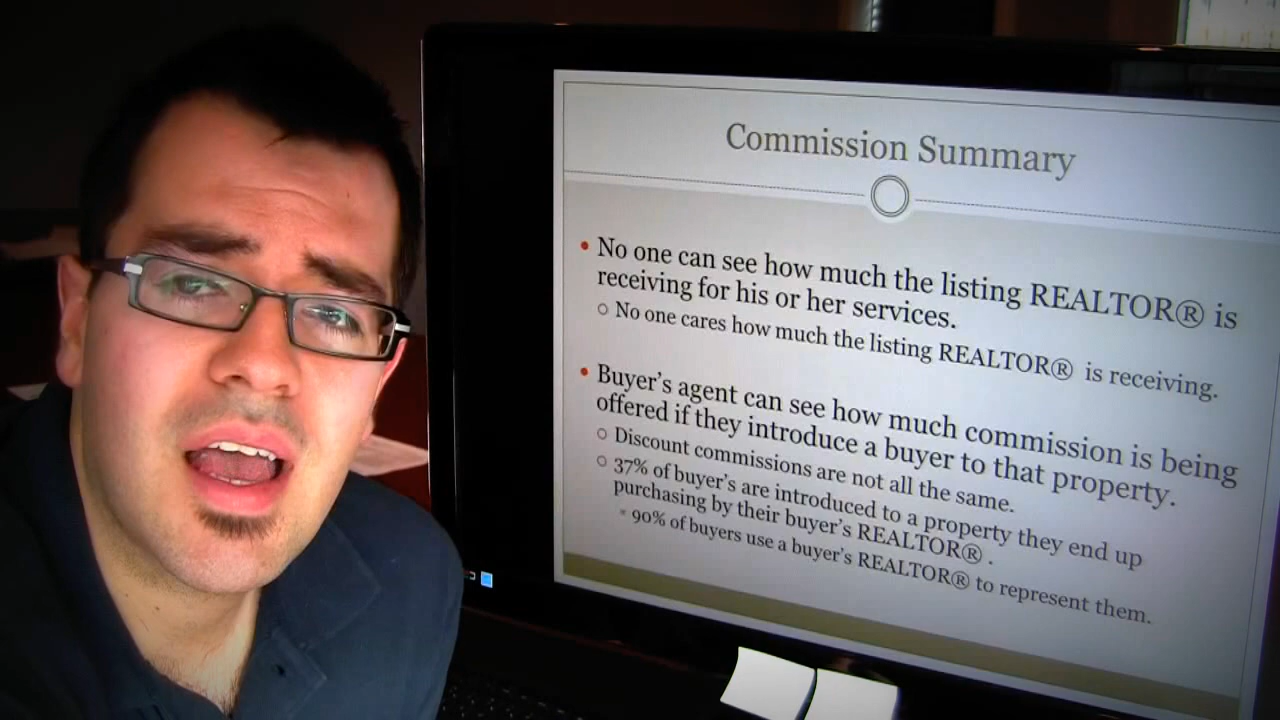 Commission Summary
• No one can see how much the listing REALTOR® is
receiving for his or her services.
○ No one cares how much the listing REALTOR® is receiving.
• Buyer's agent can see how much commission is being
offered if they introduce a buyer to that property.
○ Discount commissions are not all the same.
○ 37% of buyer's are introduced to a property they end up
purchasing by their buyer's REALTOR® .
* 90% of buyers use a buyer's REALTOR® to represent them.